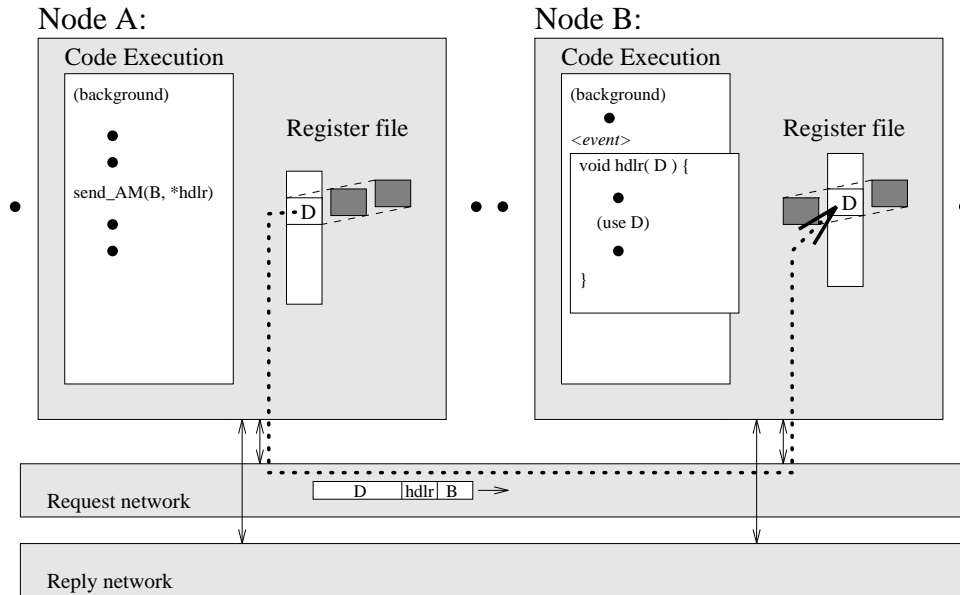 Node A:
Code Execution
(background)
send_AM(B, *hdlr)
Register file
D
Node B:
Code Execution
(background)
<event>
void hdlr( D ) {
(use D)
}
Register file
D
D hdlr B
Request network
Reply network